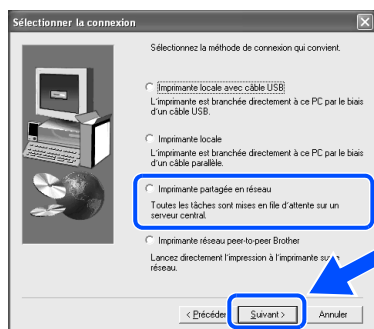 Sélectionner la connexion
Sélectionnez la méthode de connexion qui convient.
Imprimante locale avec câble USB
L'imprimante est branchée directement à ce PC par le biais
d'un câble USB.
Imprimante locale
L'imprimante est branchée directement à ce PC par le biais
d'un câble parallèle.
Imprimante partagée en réseau
Toutes les tâches sont mises en file d'attente sur un
serveur central.
Imprimante réseau peer-to-peer Brother
Lancez directement l'impression à l'imprimante sur le
réseau.
< Précéder
Suivant >
Annuler